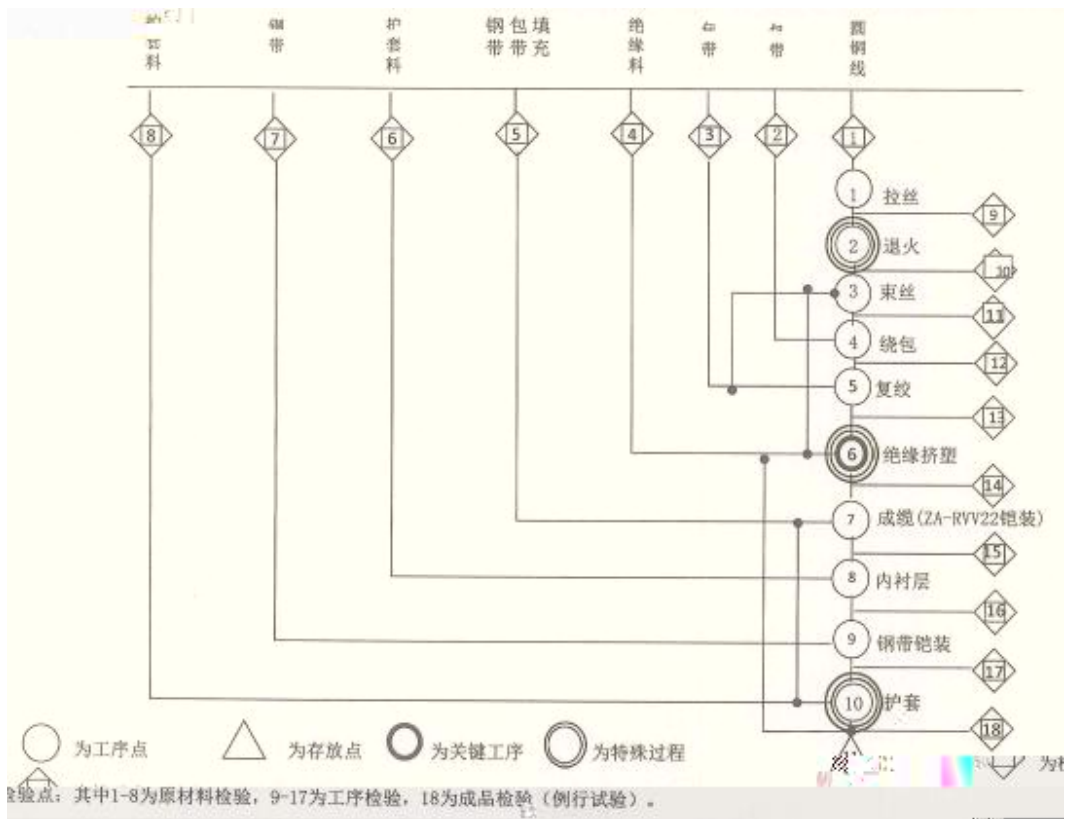 套料
带
护套料
钢带 包带 填充
绝缘料
带
带
圆铜线
8
7
6
5
4
3
2
1
1 拉丝
9
2 退火
10
3 束丝
11
4 绕包
12
5 复绞
13
6 绝缘挤塑
14
7 成缆(ZA-RVV22铠装)
15
8 内衬层
16
9 钢带铠装
17
10 护套
18
为工序点
为存放点
为关键工序
为特殊过程
为
验点；其中1-8为原材料检验，9-17为工序检验，18为成品检验（例行试验）。